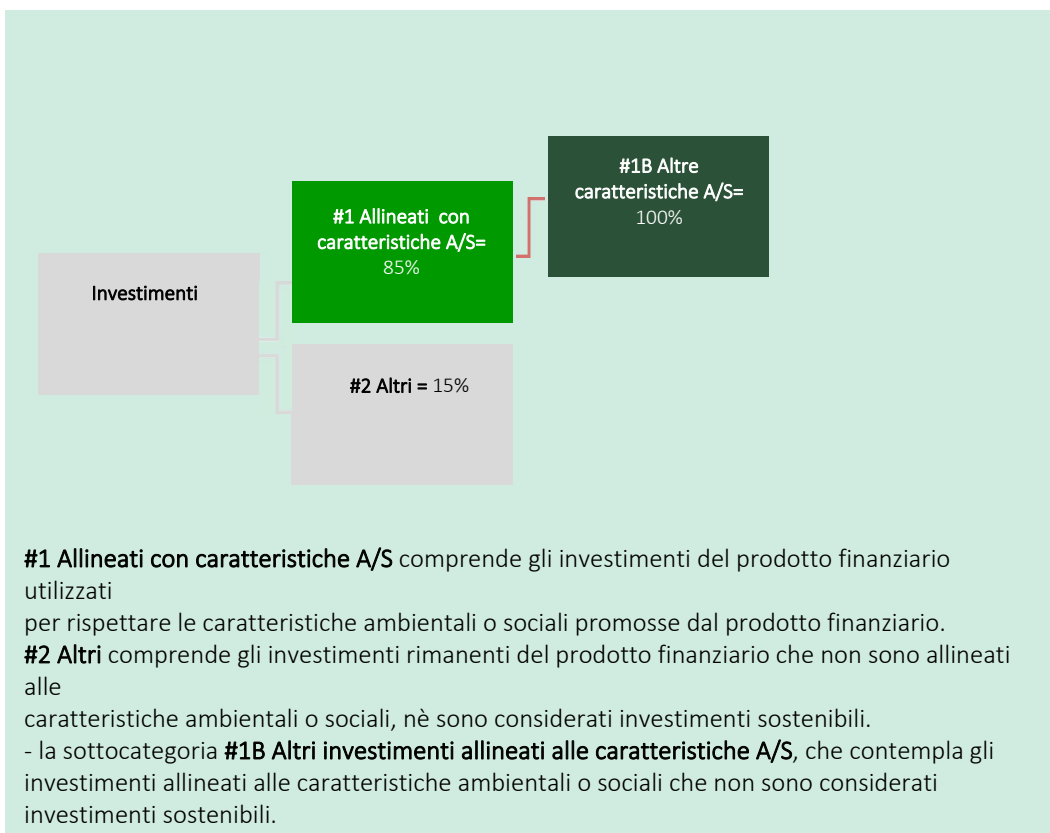 #1B Altre
caratteristiche A/S=
100%
#1 Allineati con
caratteristiche A/S=
85%
Investimenti
#2 Altri = 15%
#1 Allineati con caratteristiche A/S comprende gli investimenti del prodotto finanziario
utilizzati
per rispettare le caratteristiche ambientali o sociali promosse dal prodotto finanziario.
#2 Altri comprende gli investimenti rimanenti del prodotto finanziario che non sono allineati
alle
caratteristiche ambientali o sociali, nè sono considerati investimenti sostenibili.
- la sottocategoria #1B Altri investimenti allineati alle caratteristiche A/S, che contempla gli
investimenti allineati alle caratteristiche ambientali o sociali che non sono considerati
investimenti sostenibili.